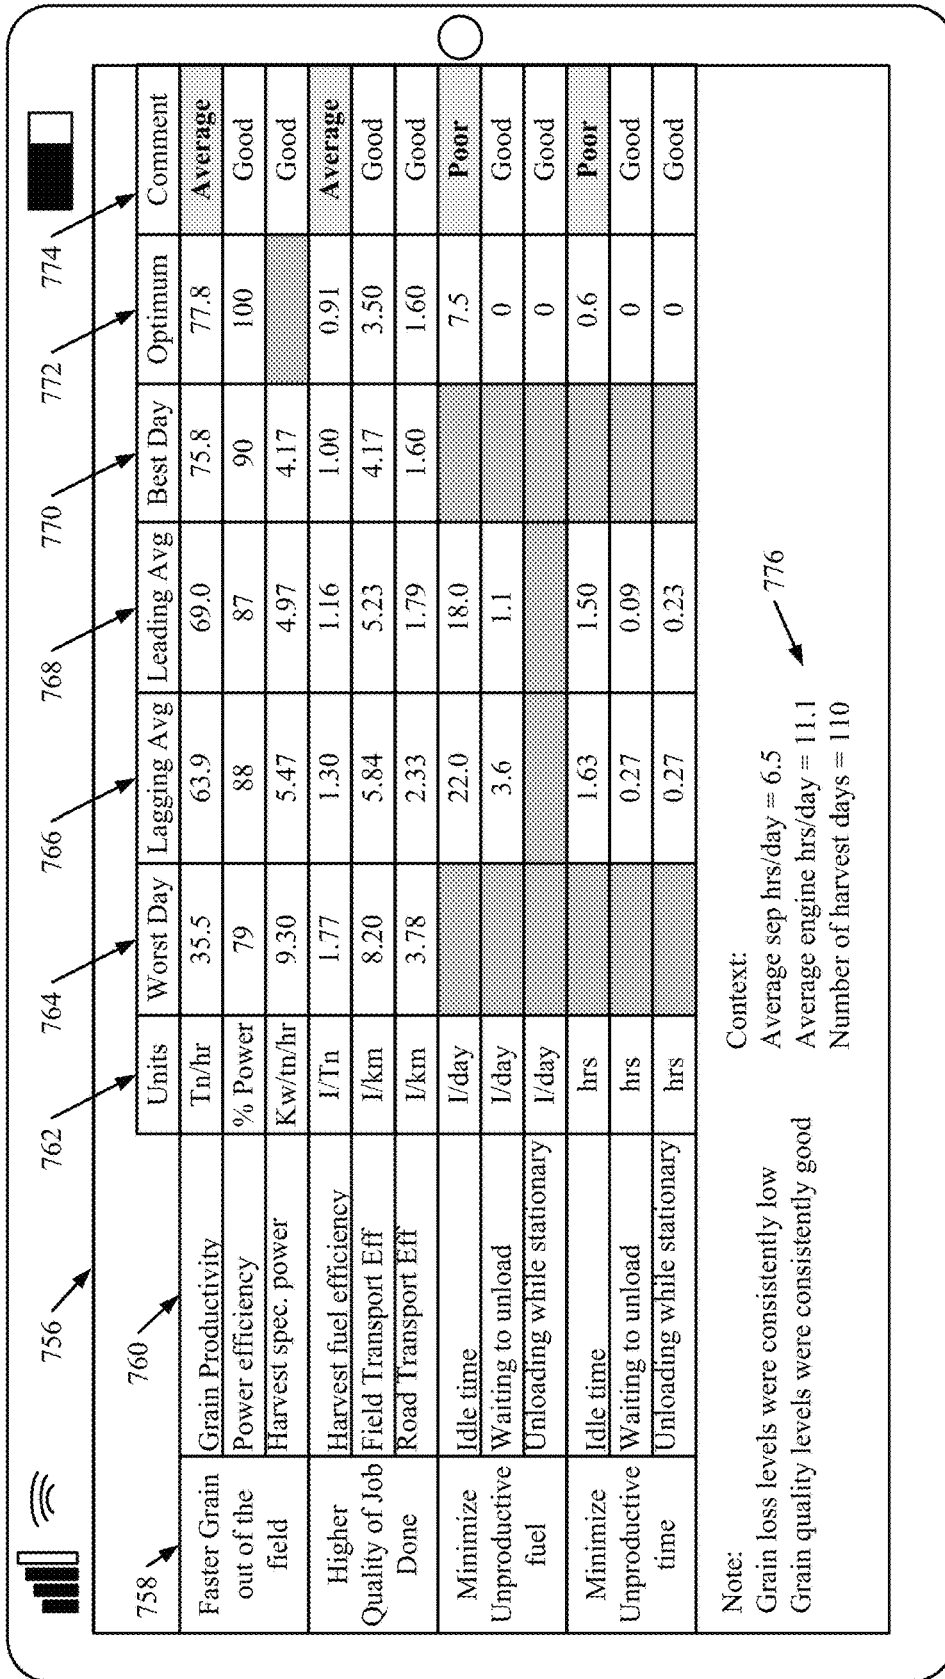 756
762
764
766
768
770
772
774
758
760
Units Worst Day Lagging Avg Leading Avg Best Day Optimum Comment
Faster Grain
out of the
field
Grain Productivity Tn/hr 35.5 63.9 69.0 75.8 77.8 Average
Power efficiency % Power 79 88 87 90 100 Good
Harvest spec. power Kw/tn/hr 9.30 5.47 4.97 4.17 Good
Higher
Quality of Job
Done
Harvest fuel efficiency I/Tn 1.77 1.30 1.16 1.00 0.91 Average
Field Transport Eff I/km 8.20 5.84 5.23 4.17 3.50 Good
Road Transport Eff I/km 3.78 2.33 1.79 1.60 1.60 Good
Minimize
Unproductive
fuel
Idle time I/day 22.0 18.0 7.5 Poor
Waiting to unload I/day 3.6 1.1 0 Good
Unloading while stationary I/day 0 Good
Minimize
Unproductive
time
Idle time hrs 1.63 1.50 0.6 Poor
Waiting to unload hrs 0.27 0.09 0 Good
Unloading while stationary hrs 0.27 0.23 0 Good
Note:
Grain loss levels were consistently low
Grain quality levels were consistently good
Context:
Average sep hrs/day = 6.5
Average engine hrs/day = 11.1
Number of harvest days = 110
776